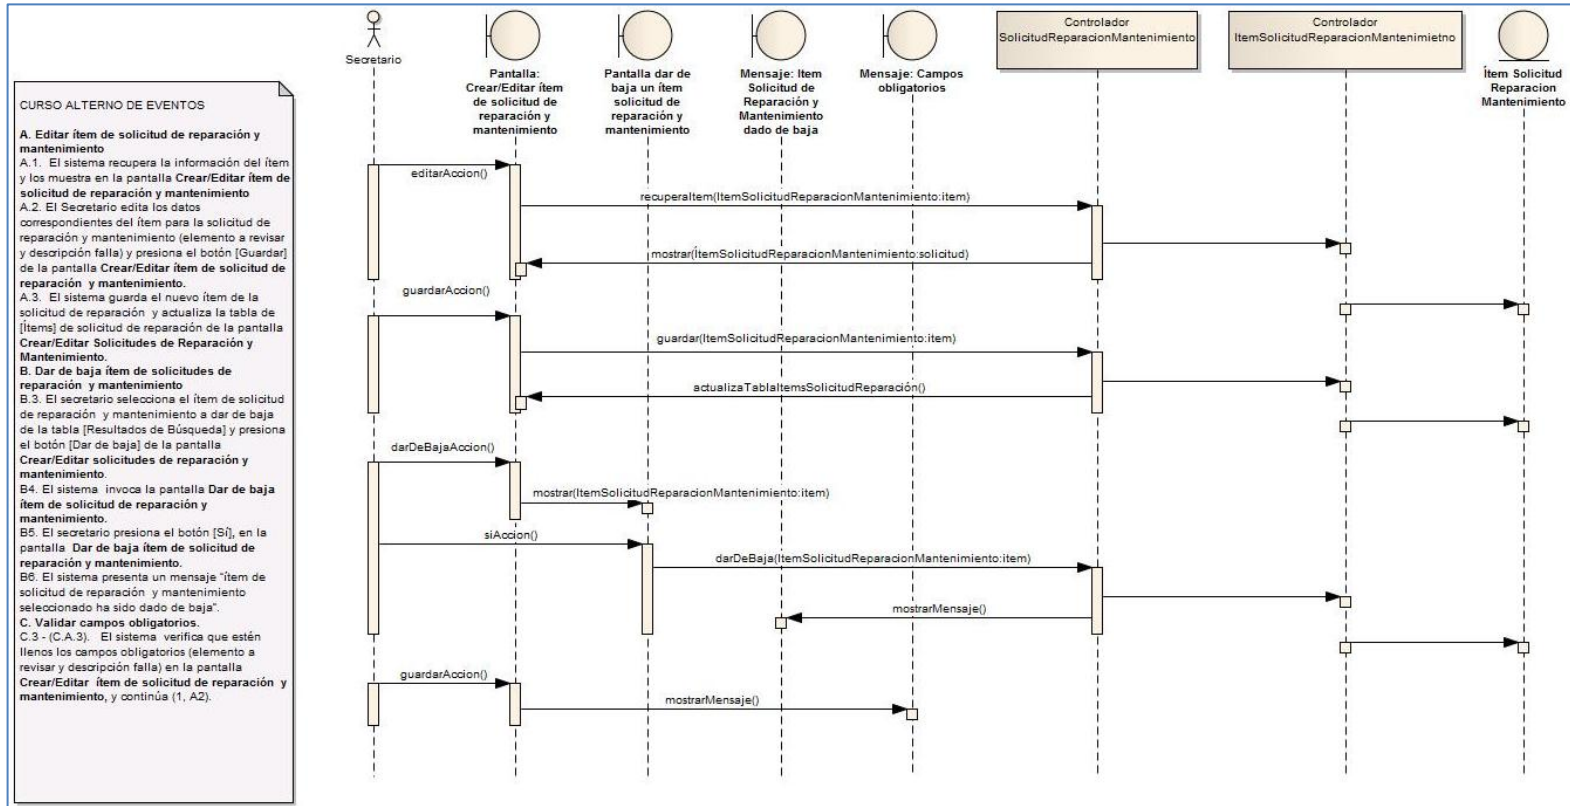 CURSO ALTERNO DE EVENTOS
A. Editar ítem de solicitud de reparación y
mantenimiento
A.1. El sistema recupera la información del ítem
y los muestra en la pantalla Crear/Editar ítem de
solicitud de reparación y mantenimiento
A.2. El Secretario edita los datos
correspondientes del ítem para la solicitud de
reparación y mantenimiento (elemento a revisar
y descripción falla) y presiona el botón [Guardar]
de la pantalla Crear/Editar ítem de solicitud de
reparación y mantenimiento.
A.3. El sistema guarda el nuevo ítem de la
solicitud de reparación y actualiza la tabla de
[Ítems] de solicitud de reparación de la pantalla
Crear/Editar Solicitudes de Reparación y
Mantenimiento.
B. Dar de baja ítem de solicitudes de
reparación y mantenimiento
B.3. El secretario selecciona el ítem de solicitud
de reparación y mantenimiento a dar de baja
de la tabla [Resultados de Búsqueda] y presiona
el botón [Dar de baja] de la pantalla
Crear/Editar solicitudes de reparación y
mantenimiento.
B4. El sistema invoca la pantalla Dar de baja
ítem de solicitud de reparación y
mantenimiento.
B5. El secretario presiona el botón [Sí], en la
pantalla Dar de baja ítem de solicitud de
reparación y mantenimiento.
B6. El sistema presenta un mensaje "ítem de
solicitud de reparación y mantenimiento
seleccionado ha sido dado de baja".
C. Validar campos obligatorios.
C.3 - (C.A.3). El sistema verifica que estén
llenos los campos obligatorios (elemento a
revisar y descripción falla) en la pantalla
Crear/Editar ítem de solicitud de reparación y
mantenimiento, y continúa (1, A2).
Secretario
Pantalla:
Crear/Editar ítem
de solicitud de
reparación y
mantenimiento
Pantalla dar de
baja un ítem
solicitud de
reparación y
mantenimiento
Mensaje: Item
Solicitud de
Reparación y
Mantenimiento
dado de baja
Mensaje: Campos
obligatorios
Controlador
SolicitudReparacionMantenimiento
Controlador
ItemSolicitudReparacionMantenimietno
Ítem Solicitud
Reparacion
Mantenimiento
editarAccion()
recuperaItem(ItemSolicitudReparacionMantenimiento:item)
mostrar(ÍtemSolicitudReparacionMantenimiento:solicitud)
guardarAccion()
guardar(ItemSolicitudReparacionMantenimiento:item)
actualizaTablaItemsSolicitudReparación()
darDeBajaAccion()
mostrar(ItemSolicitudReparacionMantenimiento:item)
siAccion()
darDeBaja(ItemSolicitudReparacionMantenimiento:item)
mostrarMensaje()
guardarAccion()
mostrarMensaje()